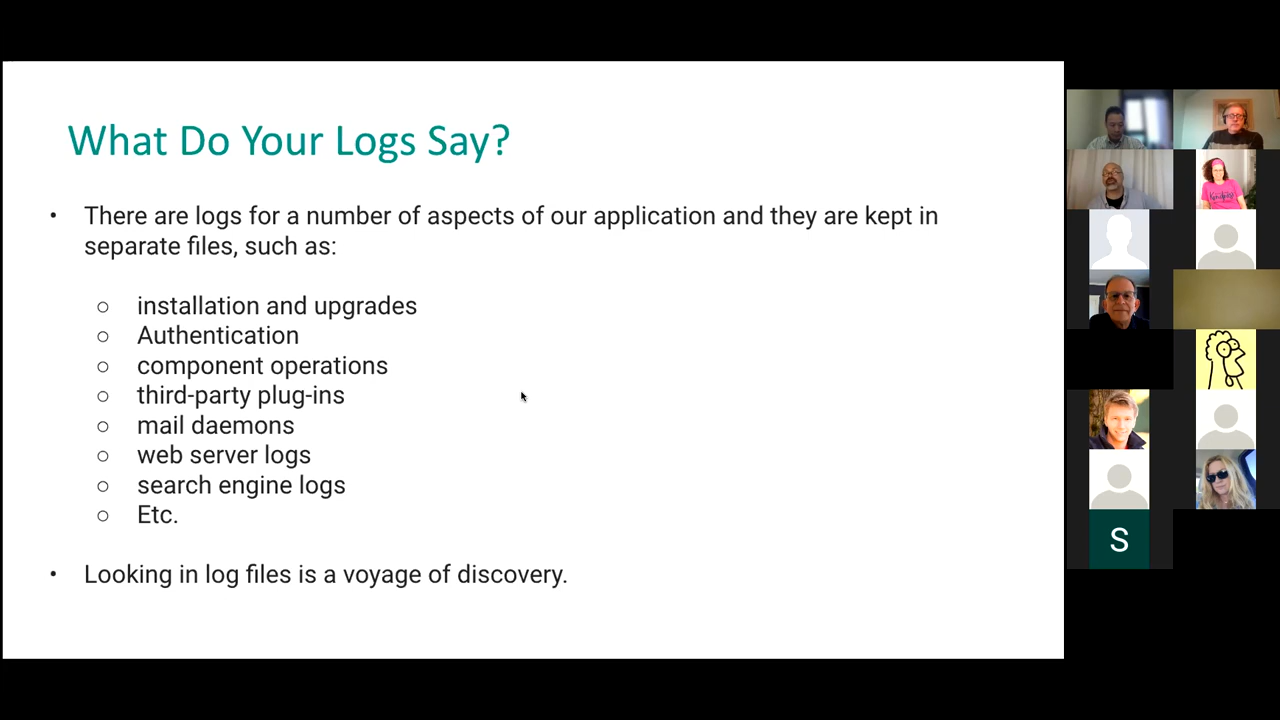 What Do Your Logs Say?
• There are logs for a number of aspects of our application and they are kept in
separate files, such as:
○ installation and upgrades
○ Authentication
○ component operations
○ third-party plug-ins
○ mail daemons
○ web server logs
○ search engine logs
○ Etc.
• Looking in log files is a voyage of discovery.
S